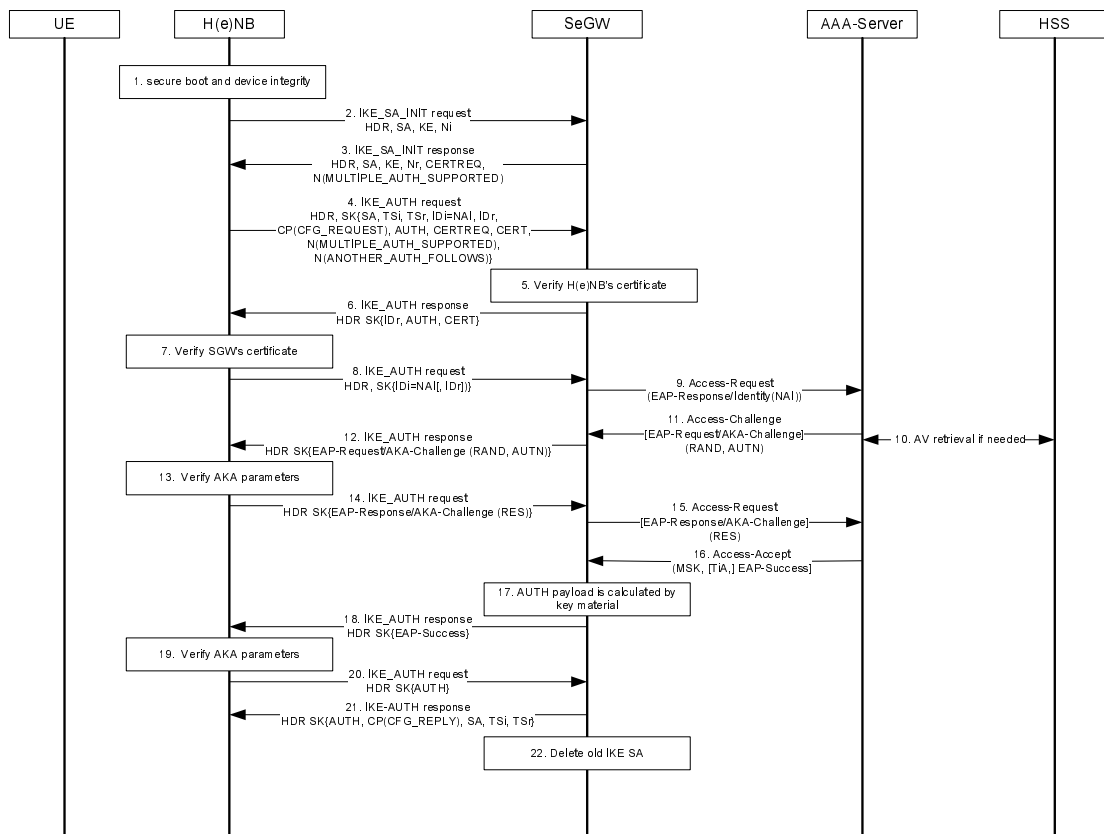 UE
H(e)NB
SeGW
AAA-Server
HSS
1. secure boot and device integrity
2. IKE_SA_INIT request
HDR, SA, KE, Ni
3. IKE_SA_INIT response
HDR, SA, KE, Nr, CERTREQ,
N(MULTIPLE_AUTH_SUPPORTED)
4. IKE_AUTH request
HDR, SK{SA, TSi, TSr, IDi=NAI, IDr,
CP(CFG_REQUEST), AUTH, CERTREQ, CERT,
N(MULTIPLE_AUTH_SUPPORTED),
N(ANOTHER_AUTH_FOLLOWS)}
5. Verify H(e)NB's certificate
6. IKE_AUTH response
HDR SK{IDr, AUTH, CERT}
7. Verify SGW's certificate
8. IKE_AUTH request
HDR, SK{IDi=NAI[, IDr])}
9. Access-Request
(EAP-Response/Identity(NAI))
10. AV retrieval if needed
11. Access-Challenge
[EAP-Request/AKA-Challenge]
(RAND, AUTN)
12. IKE_AUTH response
HDR SK{EAP-Request/AKA-Challenge (RAND, AUTN)}
13. Verify AKA parameters
14. IKE_AUTH request
HDR SK{EAP-Response/AKA-Challenge (RES)}
15. Access-Request
[EAP-Response/AKA-Challenge]
(RES)
16. Access-Accept
(MSK, [TiA,] EAP-Success]
17. AUTH payload is calculated by
key material
18. IKE_AUTH response
HDR SK{EAP-Success}
19. Verify AKA parameters
20. IKE_AUTH request
HDR SK{AUTH}
21. IKE-AUTH response
HDR SK{AUTH, CP(CFG_REPLY), SA, TSi, TSr}
22. Delete old IKE SA